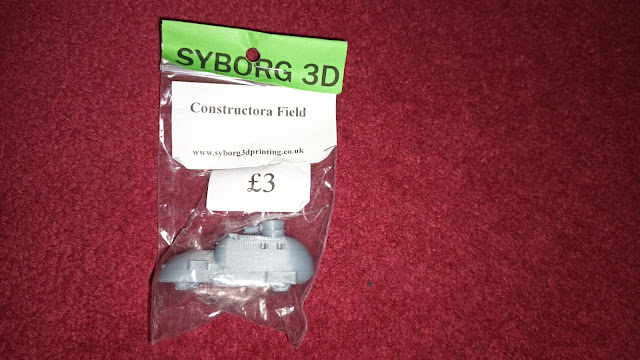 SYBORG 3D
Constructora Field
www.syborg3dprinting.co.uk
£3